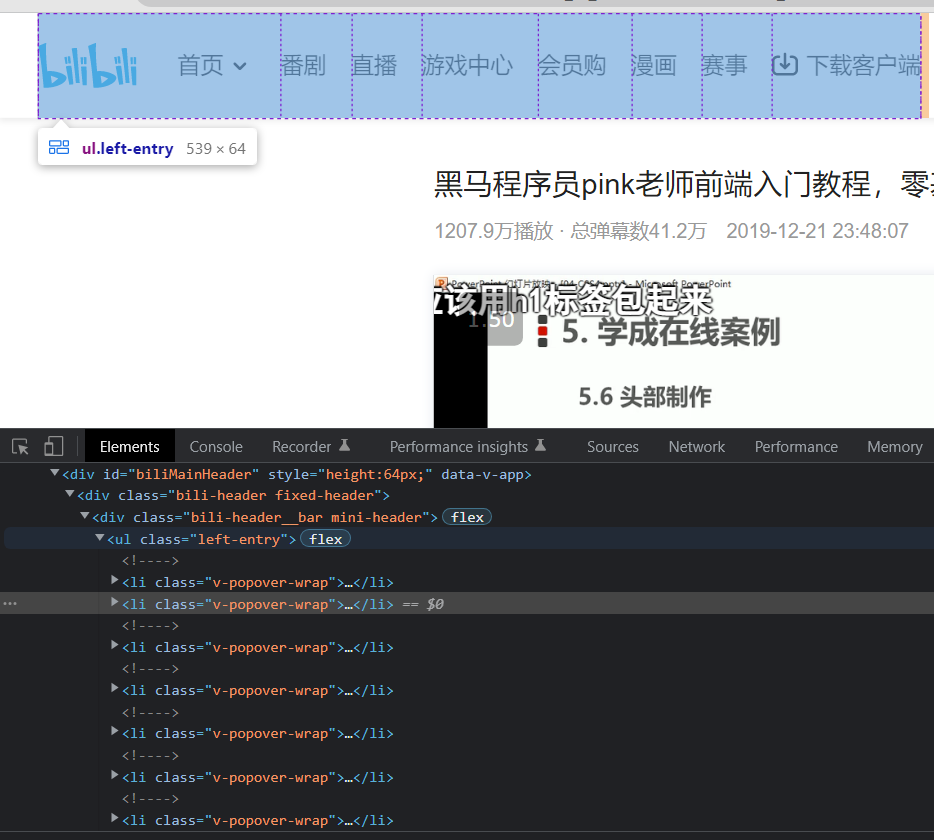 bilibili 首页 番剧 直播 游戏中心 会员购 漫画 赛事 下载客户端
ul.left-entry 539 × 64
黑马程序员pink老师前端入门教程，零
1207.9万播放 · 总弹幕数41.2万 2019-12-21 23:48:07
Microsoft PowerPoint
应该用h1标签包起来
1:50
5. 学成在线案例
5.6 头部制作
Elements Console Recorder Performance insights Sources Network Performance Memory
<div id="biliMainHeader" style="height:64px;" data-v-app>
<div class="bili-header fixed-header">
<div class="bili-header__bar mini-header"> flex
<ul class="left-entry"> flex
<!---->
<li class="v-popover-wrap">…</li>
<li class="v-popover-wrap">…</li> == $0
<!---->
<li class="v-popover-wrap">…</li>
<!---->
<li class="v-popover-wrap">…</li>
<!---->
<li class="v-popover-wrap">…</li>
<!---->
<li class="v-popover-wrap">…</li>
<!---->
<li class="v-popover-wrap">…</li>